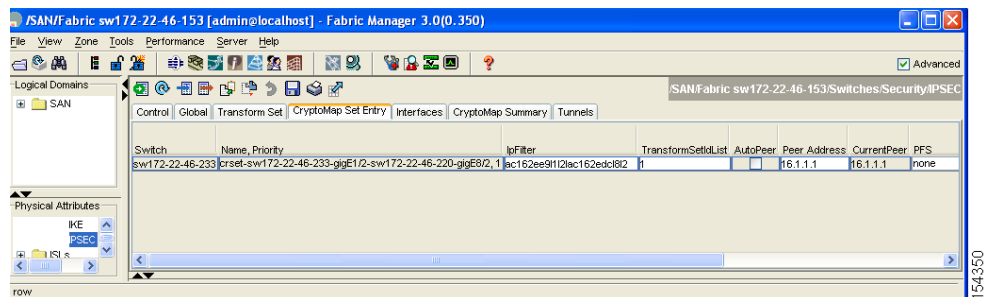 /SAN/Fabric sw172-22-46-153 [admin@localhost] - Fabric Manager 3.0(0.350)
File View Zone Tools Performance Server Help
Advanced
Logical Domains
/SAN/Fabric sw172-22-46-153/Switches/Security/IPSEC
SAN
Control Global Transform Set CryptoMap Set Entry Interfaces CryptoMap Summary Tunnels
Switch Name, Priority IpFilter TransformSetIdList AutoPeer Peer Address CurrentPeer PFS
sw172-22-46-233 crset-sw172-22-46-233-gigE1/2-sw172-22-46-220-gigE8/2, 1 1 16.1.1.1 16.1.1.1 none
Physical Attributes
IKE
IPSEC
ISLs
row
154350